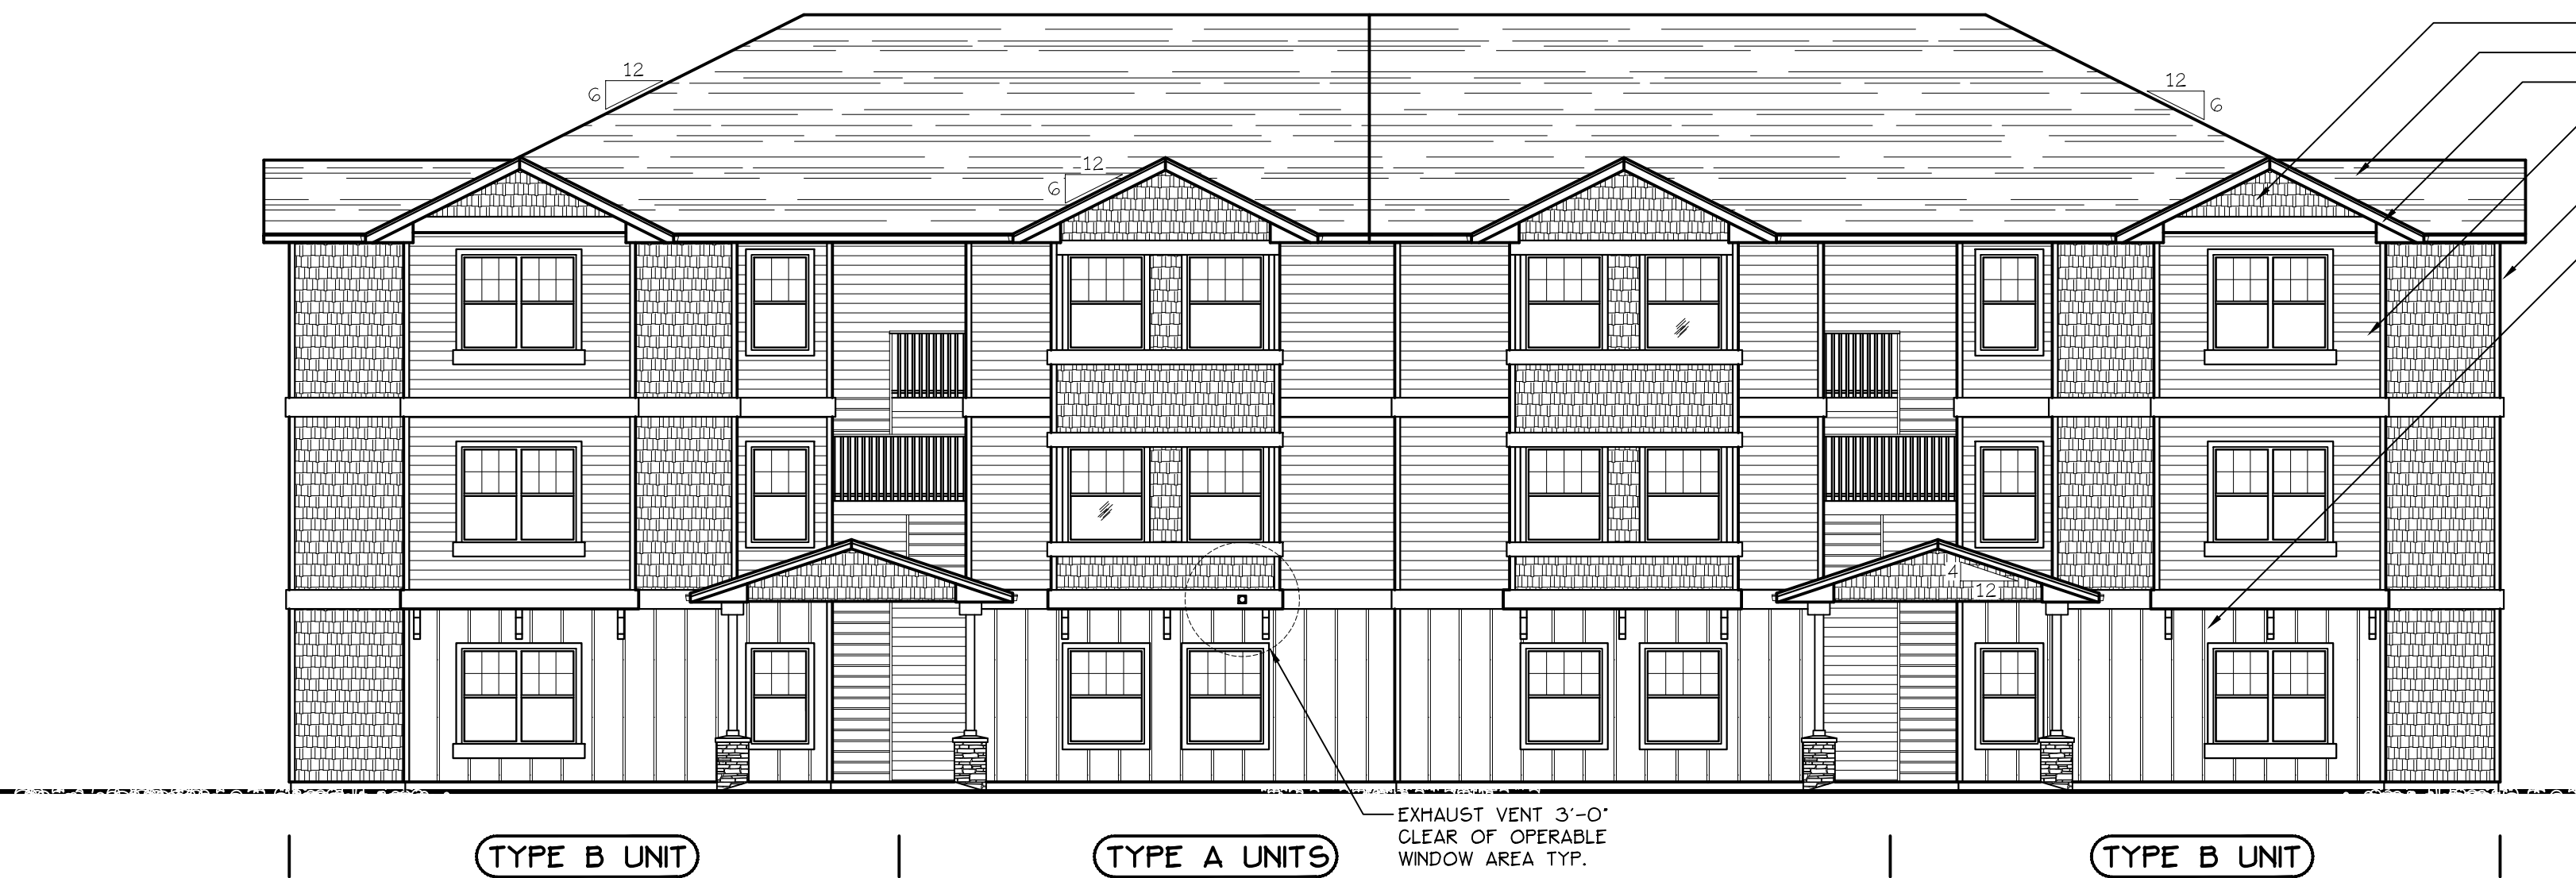 12
6
12
6
12
6
4
12
EXHAUST VENT 3'-0"
CLEAR OF OPERABLE
WINDOW AREA TYP.
TYPE B UNIT
TYPE A UNITS
TYPE B UNIT